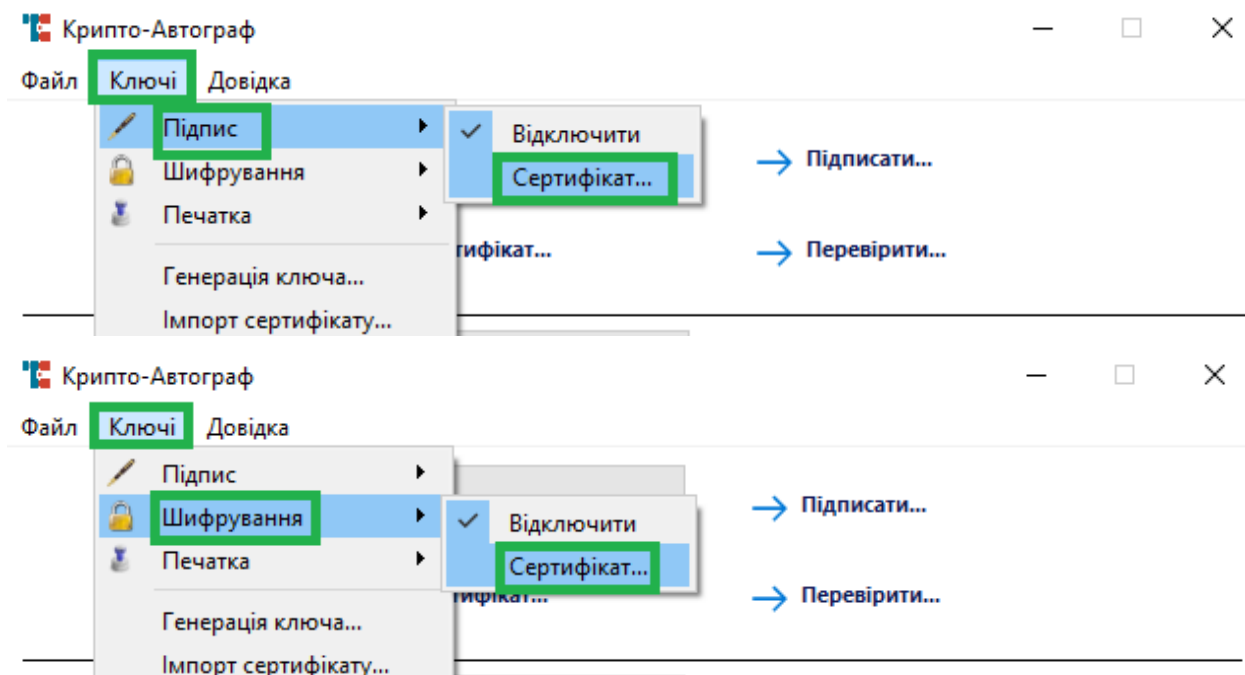 Крипто-Автограф
Файл Ключі Довідка
Підпис
Відключити
Підписати...
Шифрування
Сертифікат...
Печатка
тифікат...
Перевірити...
Генерація ключа...
Імпорт сертифікату...
Крипто-Автограф
Файл Ключі Довідка
Підпис
Підписати...
Шифрування
Відключити
Печатка
Сертифікат...
тифікат...
Перевірити...
Генерація ключа...
Імпорт сертифікату...